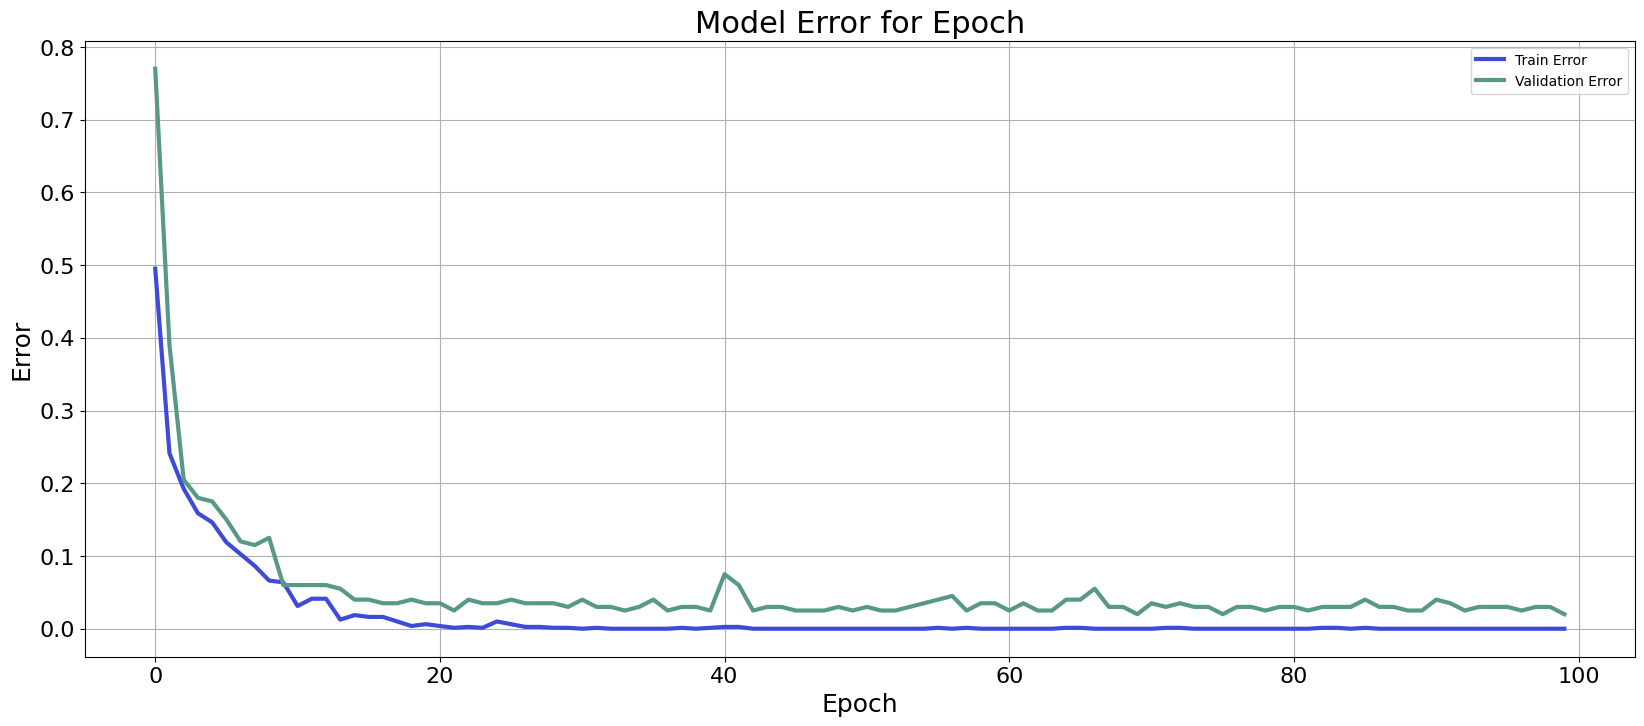 Model Error for Epoch
Train Error
Validation Error
Error
0.8
0.7
0.6
0.5
0.4
0.3
0.2
0.1
0.0
0 20 40 60 80 100
Epoch